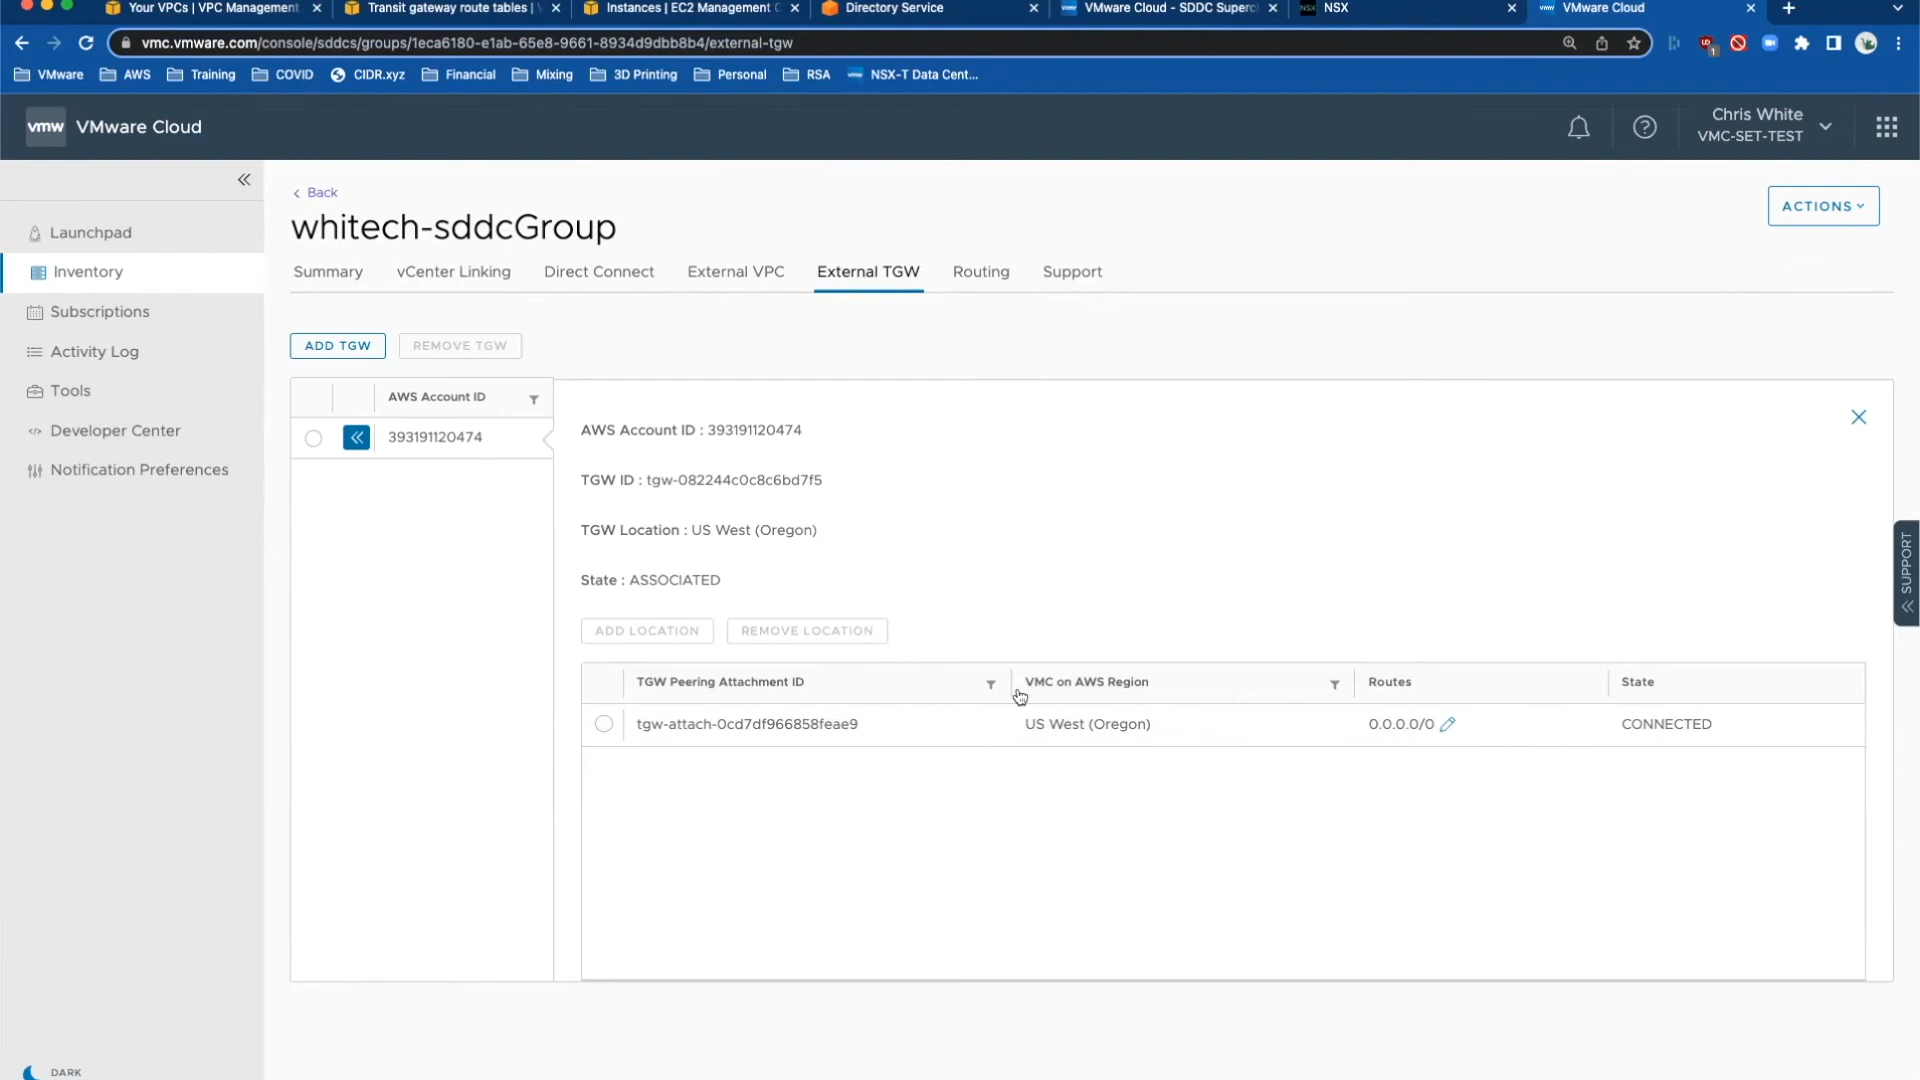 Your VPCs | VPC Management
Transit gateway route tables |
Instances | EC2 Management C
Directory Service
VMware Cloud - SDDC Superc
NSX
NSX
VMware Cloud
vmc.vmware.com/console/sddcs/groups/1eca6180-e1ab-65e8-9661-8934d9dbb8b4/external-tgw
1
VMware
AWS
Training
COVID
CIDR.xyz
Financial
Mixing
3D Printing
Personal
RSA
NSX-T Data Cent...
vmw VMware Cloud
Chris White
VMC-SET-TEST
Launchpad
Inventory
Subscriptions
Activity Log
Tools
Developer Center
Notification Preferences
DARK
Back
whitech-sddcGroup
ACTIONS
Summary
vCenter Linking
Direct Connect
External VPC
External TGW
Routing
Support
ADD TGW
REMOVE TGW
AWS Account ID
393191120474
AWS Account ID : 393191120474
TGW ID : tgw-082244c0c8c6bd7f5
TGW Location : US West (Oregon)
State : ASSOCIATED
ADD LOCATION
REMOVE LOCATION
TGW Peering Attachment ID
VMC on AWS Region
Routes
State
tgw-attach-0cd7df966858feae9
US West (Oregon)
0.0.0.0/0
CONNECTED
SUPPORT